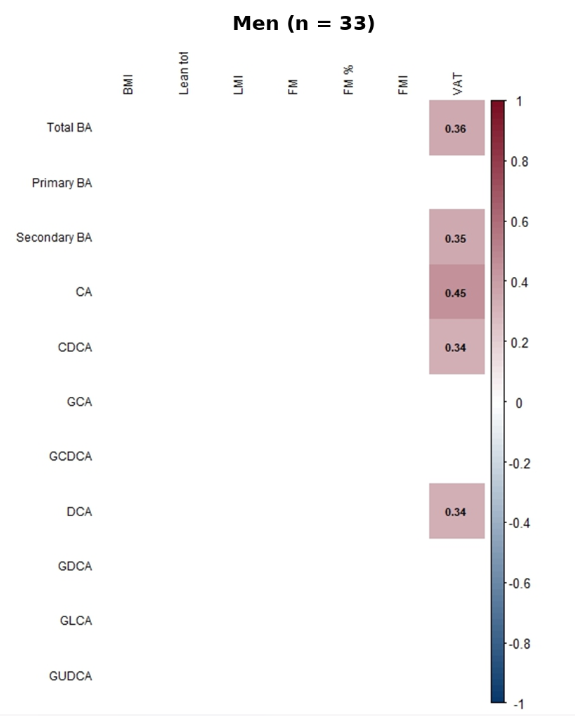 Men (n = 33)
BMI Lean tot LMI FM FM % FMI VAT
Total BA 0.36
Primary BA
Secondary BA 0.35
CA 0.45
CDCA 0.34
GCA
GCDCA
DCA 0.34
GDCA
GLCA
GUDCA
1
0.8
0.6
0.4
0.2
0
-0.2
-0.4
-0.6
-0.8
-1